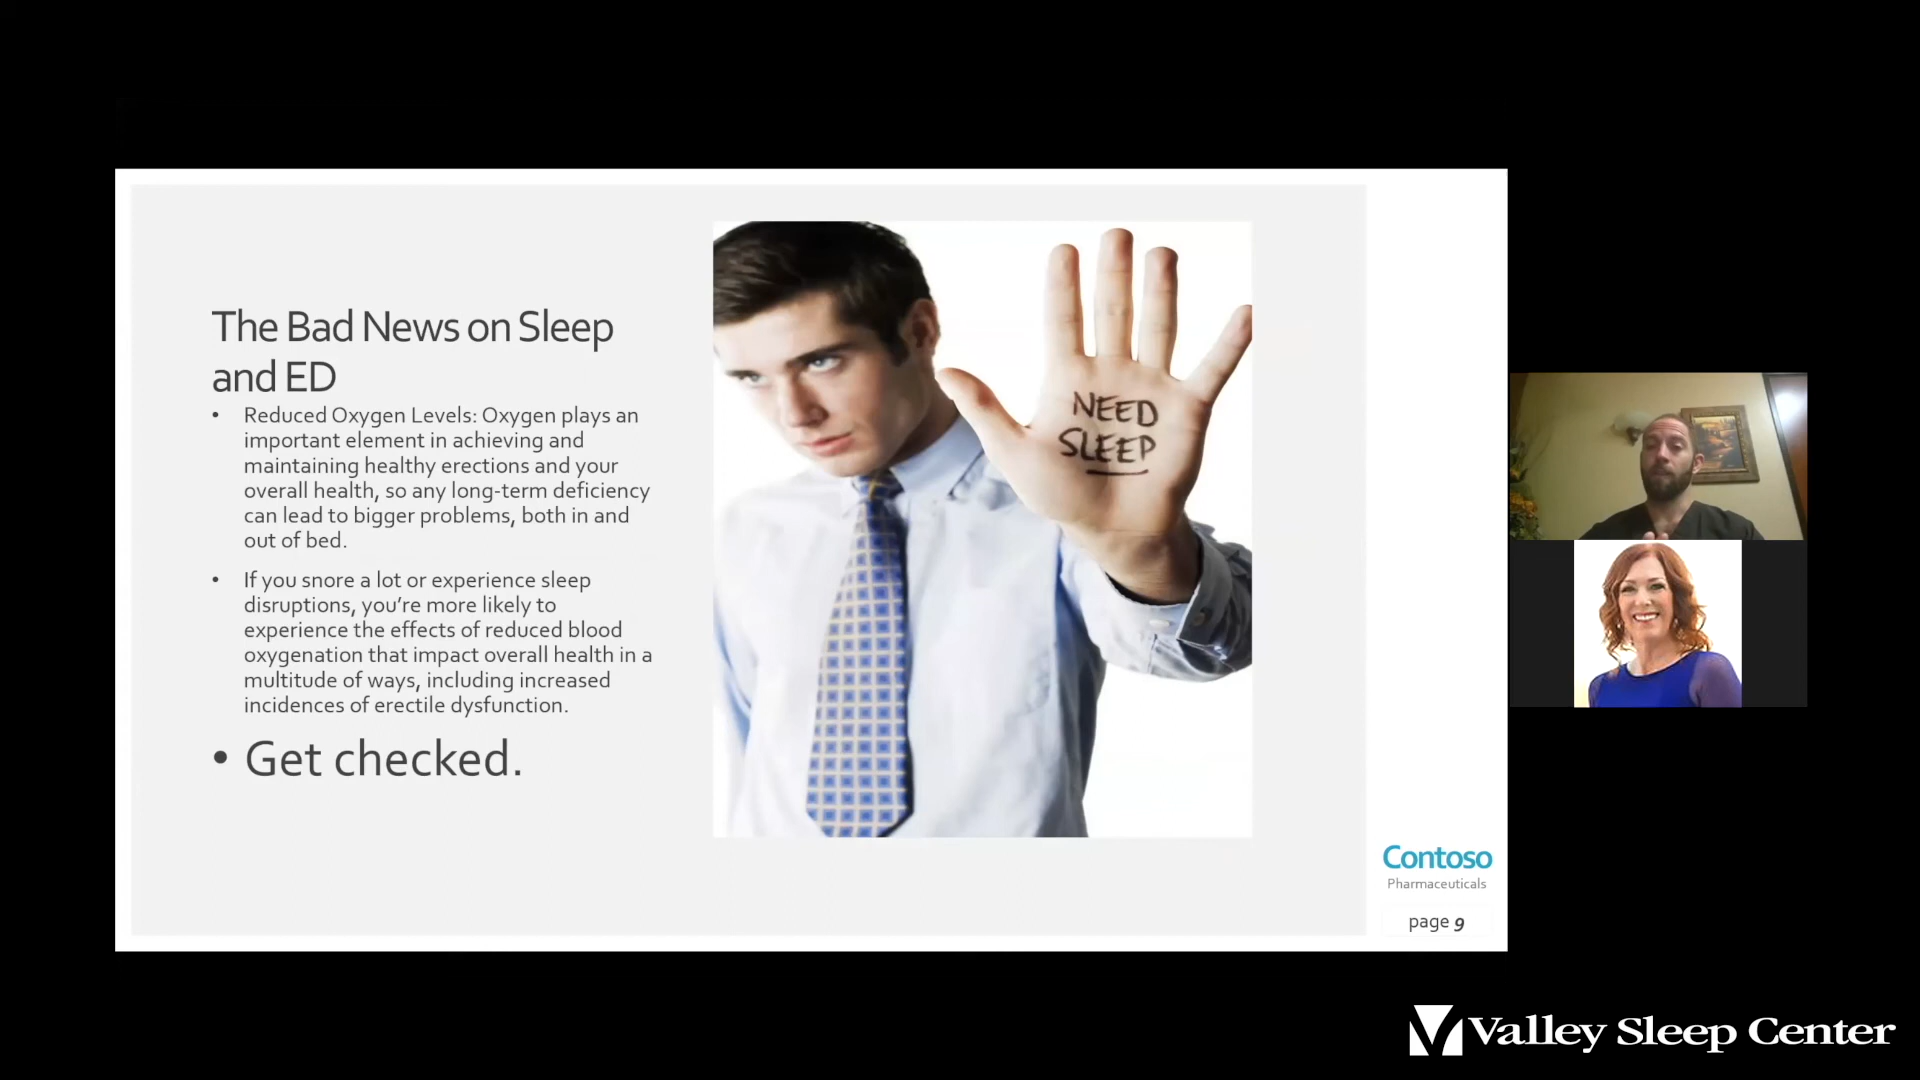 The Bad News on Sleep
and ED
• Reduced Oxygen Levels: Oxygen plays an
important element in achieving and
maintaining healthy erections and your
overall health, so any long-term deficiency
can lead to bigger problems, both in and
out of bed.
• If you snore a lot or experience sleep
disruptions, you’re more likely to
experience the effects of reduced blood
oxygenation that impact overall health in a
multitude of ways, including increased
incidences of erectile dysfunction.
• Get checked.
NEED
SLEEP
Contoso
Pharmaceuticals
page 9
Valley Sleep Center